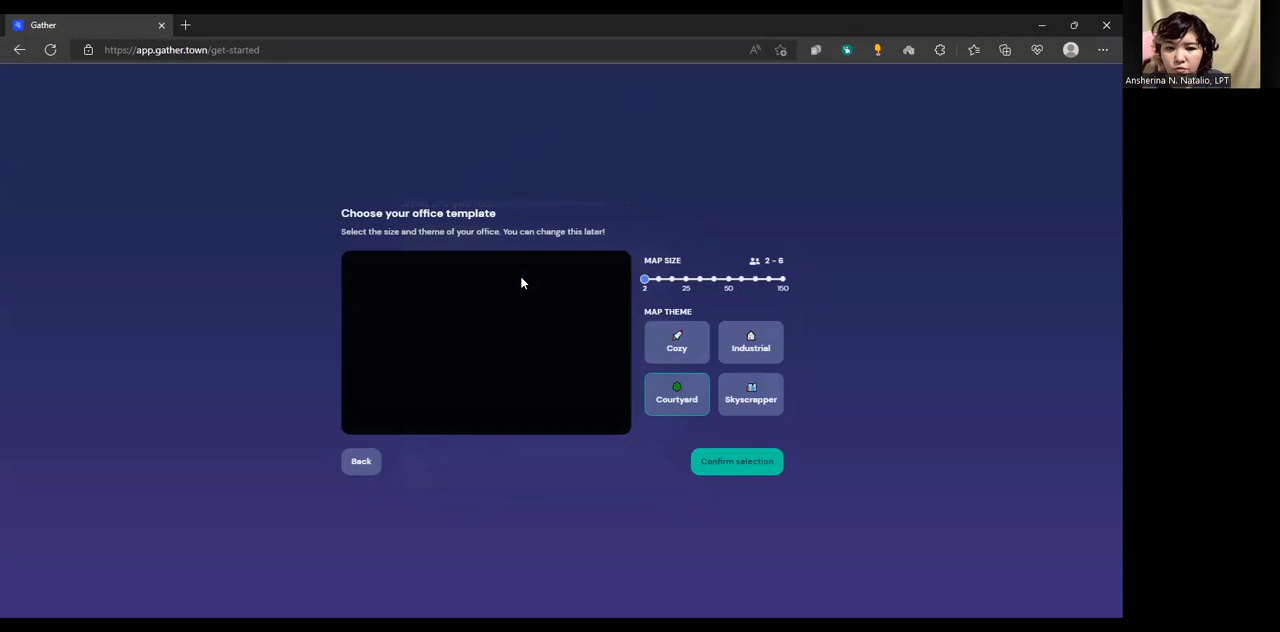 Gather
https://app.gather.town/get-started
Ansherina N. Natalio, LPT
Choose your office template
Select the size and theme of your office. You can change this later!
MAP SIZE
2 - 6
2
25
50
150
MAP THEME
Cozy
Industrial
Courtyard
Skyscrapper
Back
Confirm selection